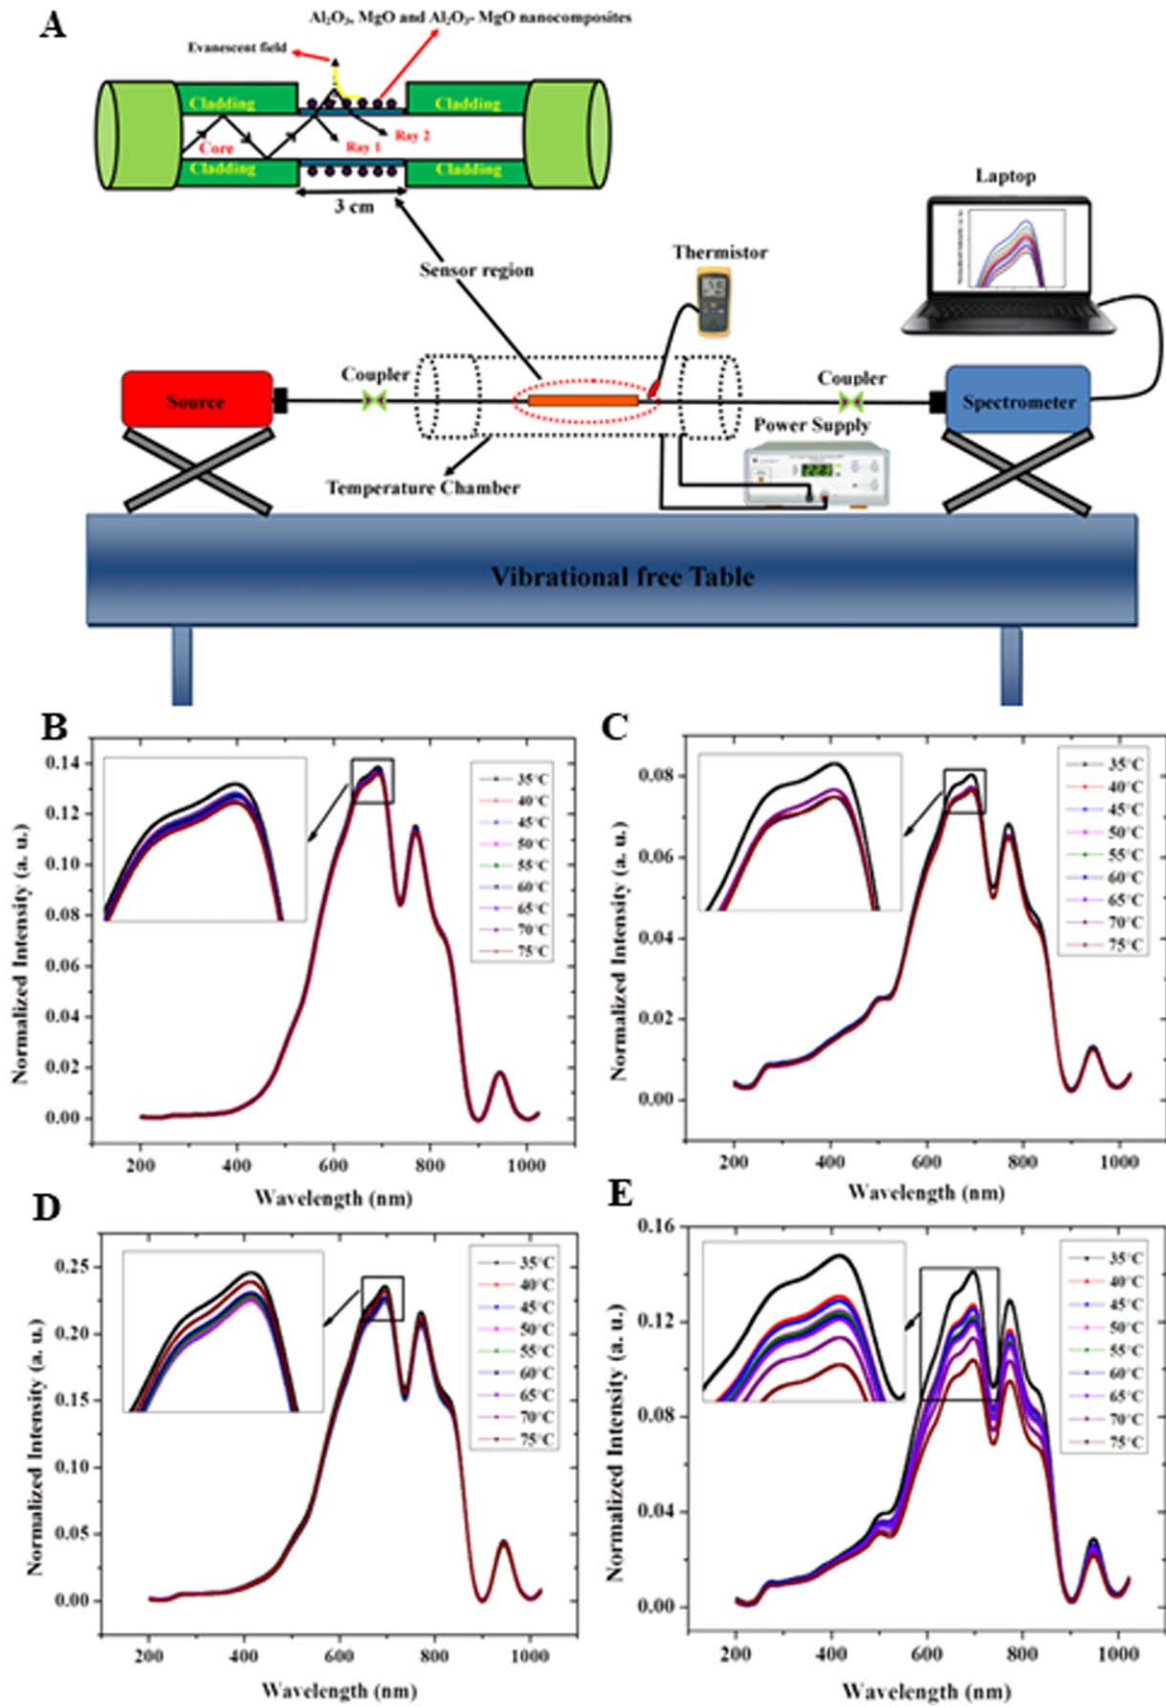 A
Al₂O₃, MgO and Al₂O₃- MgO nanocomposites
Evanescent field
Cladding
Cladding
Core
Ray 1
Ray 2
Cladding
Cladding
3 cm
Laptop
Sensor region
Thermistor
Coupler
Coupler
Source
Spectrometer
Power Supply
Temperature Chamber
Vibrational free Table
B
Normalized Intensity (a. u.)
0.14
0.12
0.10
0.08
0.06
0.04
0.02
0.00
35°C
40°C
45°C
50°C
55°C
60°C
65°C
70°C
75°C
200 400 600 800 1000
Wavelength (nm)
C
Normalized Intensity (a. u.)
0.08
0.06
0.04
0.02
0.00
35°C
40°C
45°C
50°C
55°C
60°C
65°C
70°C
75°C
200 400 600 800 1000
Wavelength (nm)
D
Normalized Intensity (a. u.)
0.25
0.20
0.15
0.10
0.05
0.00
35°C
40°C
45°C
50°C
55°C
60°C
65°C
70°C
75°C
200 400 600 800 1000
Wavelength (nm)
E
Normalized Intensity (a. u.)
0.16
0.12
0.08
0.04
0.00
35°C
40°C
45°C
50°C
55°C
60°C
65°C
70°C
75°C
200 400 600 800 1000
Wavelength (nm)